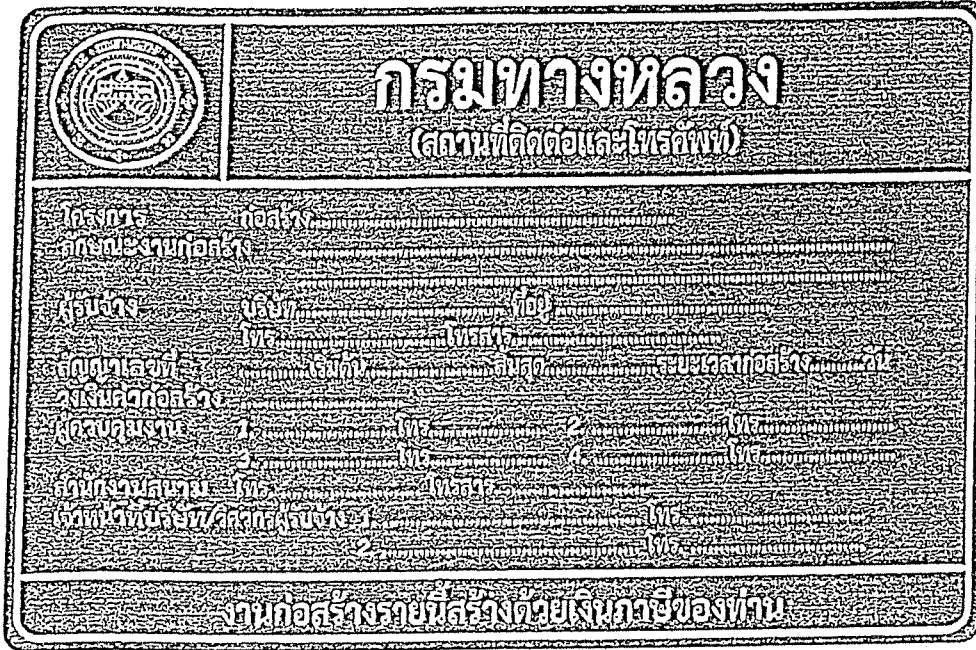 กรมทางหลวง
(สถานที่ติดต่อและโทรศัพท์)
โครงการ ก่อสร้าง
ลักษณะงานก่อสร้าง
ผู้รับจ้าง บริษัท ที่อยู่
โทร โทรสาร
สัญญาเลขที่ เริ่มต้น สิ้นสุด ระยะเวลาก่อสร้าง วัน
วงเงินค่าก่อสร้าง
ผู้ควบคุมงาน 1. โทร. 2. โทร.
3. โทร. 4. โทร.
สำนักงานสนาม โทร. โทรสาร
เจ้าหน้าที่บริษัท/วิศวกรผู้รับจ้าง 1. โทร.
2. โทร.
งานก่อสร้างรายนี้สร้างด้วยเงินภาษีของท่าน